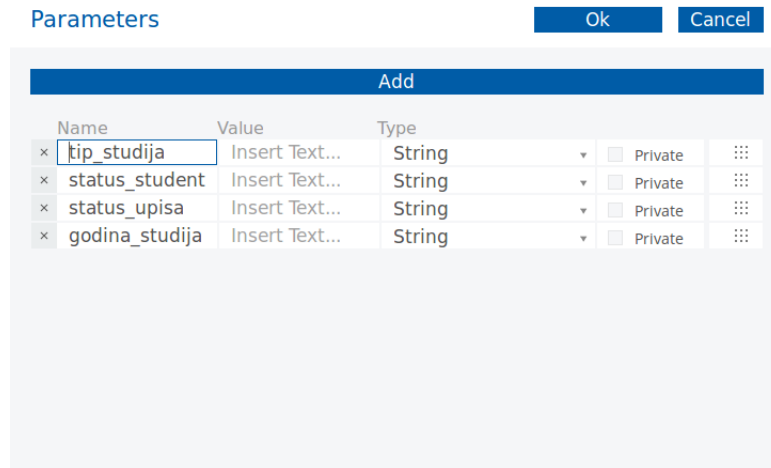 Parameters Ok Cancel
Add
Name Value Type
× tip_studija Insert Text... String Private
× status_student Insert Text... String Private
× status_upisa Insert Text... String Private
× godina_studija Insert Text... String Private